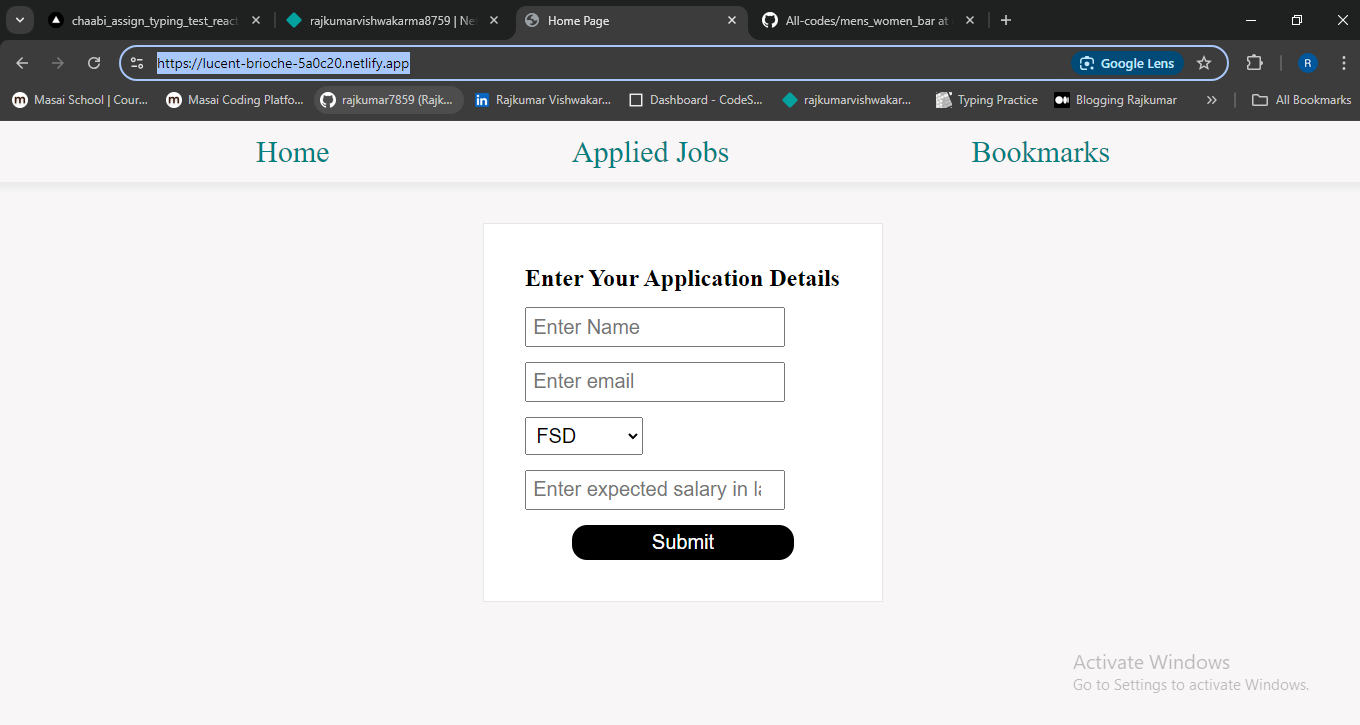 chaabi_assign_typing_test_react
rajkumarvishwakarma8759 | Ne
Home Page
All-codes/mens_women_bar at
https://lucent-brioche-5a0c20.netlify.app
Google Lens
R
Masai School | Cour...
Masai Coding Platfo...
rajkumar7859 (Rajk...
Rajkumar Vishwakar...
Dashboard - CodeS...
rajkumarvishwakar...
Typing Practice
Blogging Rajkumar
All Bookmarks
Home
Applied Jobs
Bookmarks
Enter Your Application Details
Enter Name
Enter email
FSD
Enter expected salary in la
Submit
Activate Windows
Go to Settings to activate Windows.